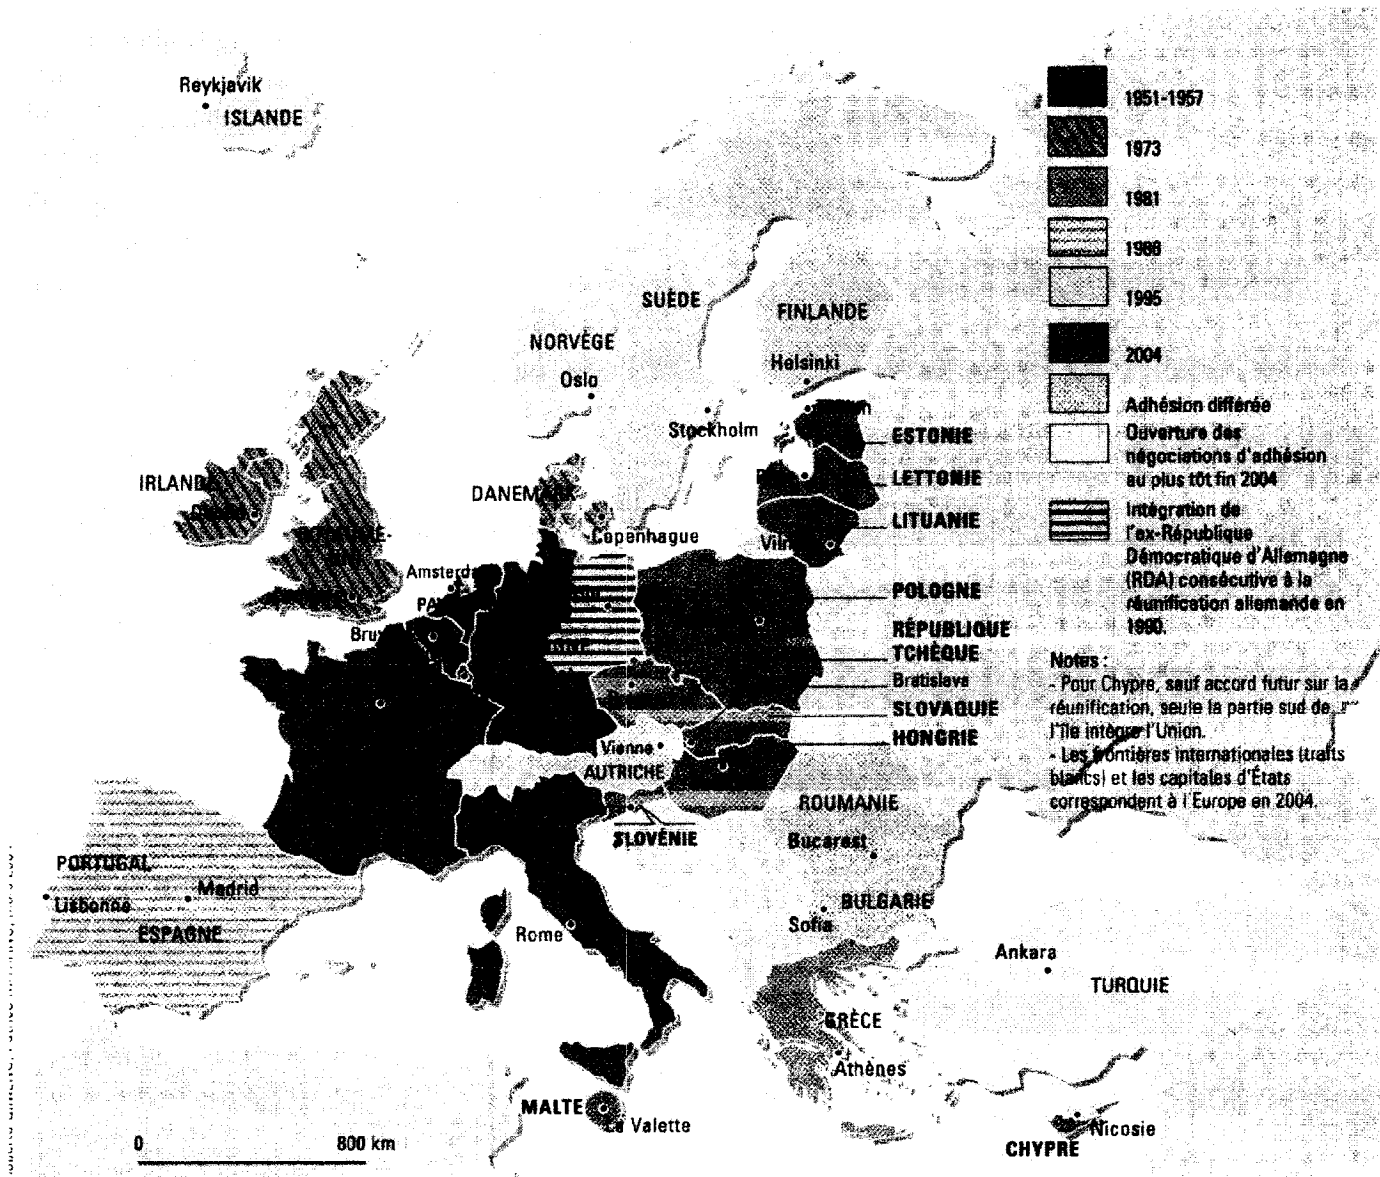 Reykjavik
ISLANDE
SUÈDE
FINLANDE
NORVÈGE
Helsinki
Oslo
Stockholm
ESTONIE
IRLANDE
DANEMARK
LETTONIE
LITUANIE
Copenhague
Amsterd
POLOGNE
RÉPUBLIQUE
TCHÈQUE
Bratislava
SLOVAQUIE
HONGRIE
Vienne
AUTRICHE
ROUMANIE
SLOVÉNIE
Bucarest
PORTUGAL
Madrid
Lisbonne
ESPAGNE
BULGARIE
Sofia
Rome
Ankara
TURQUIE
GRÈCE
Athènes
MALTE
La Valette
Nicosie
CHYPRE
0 800 km
1951-1957
1973
1981
1986
1995
2004
Adhésion différée
Ouverture des
négociations d'adhésion
au plus tôt fin 2004
Intégration de
l'ex-République
Démocratique d'Allemagne
(RDA) consécutive à la
réunification allemande en
1990.
Notes :
- Pour Chypre, sauf accord futur sur la
réunification, seule la partie sud de
l'île intègre l'Union.
- Les frontières internationales (traits
blancs) et les capitales d'États
correspondent à l'Europe en 2004.